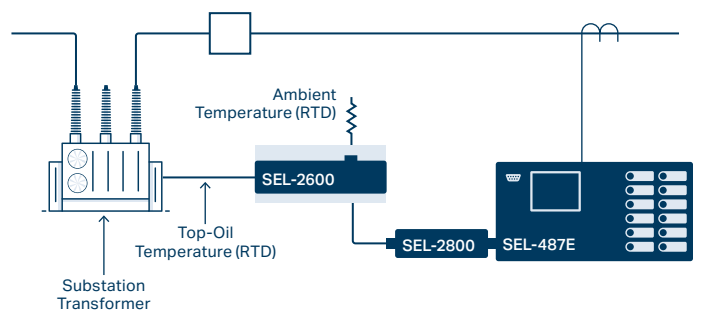 Ambient
Temperature (RTD)
SEL-2600
Top-Oil
Temperature (RTD)
SEL-2800
SEL-487E
Substation
Transformer